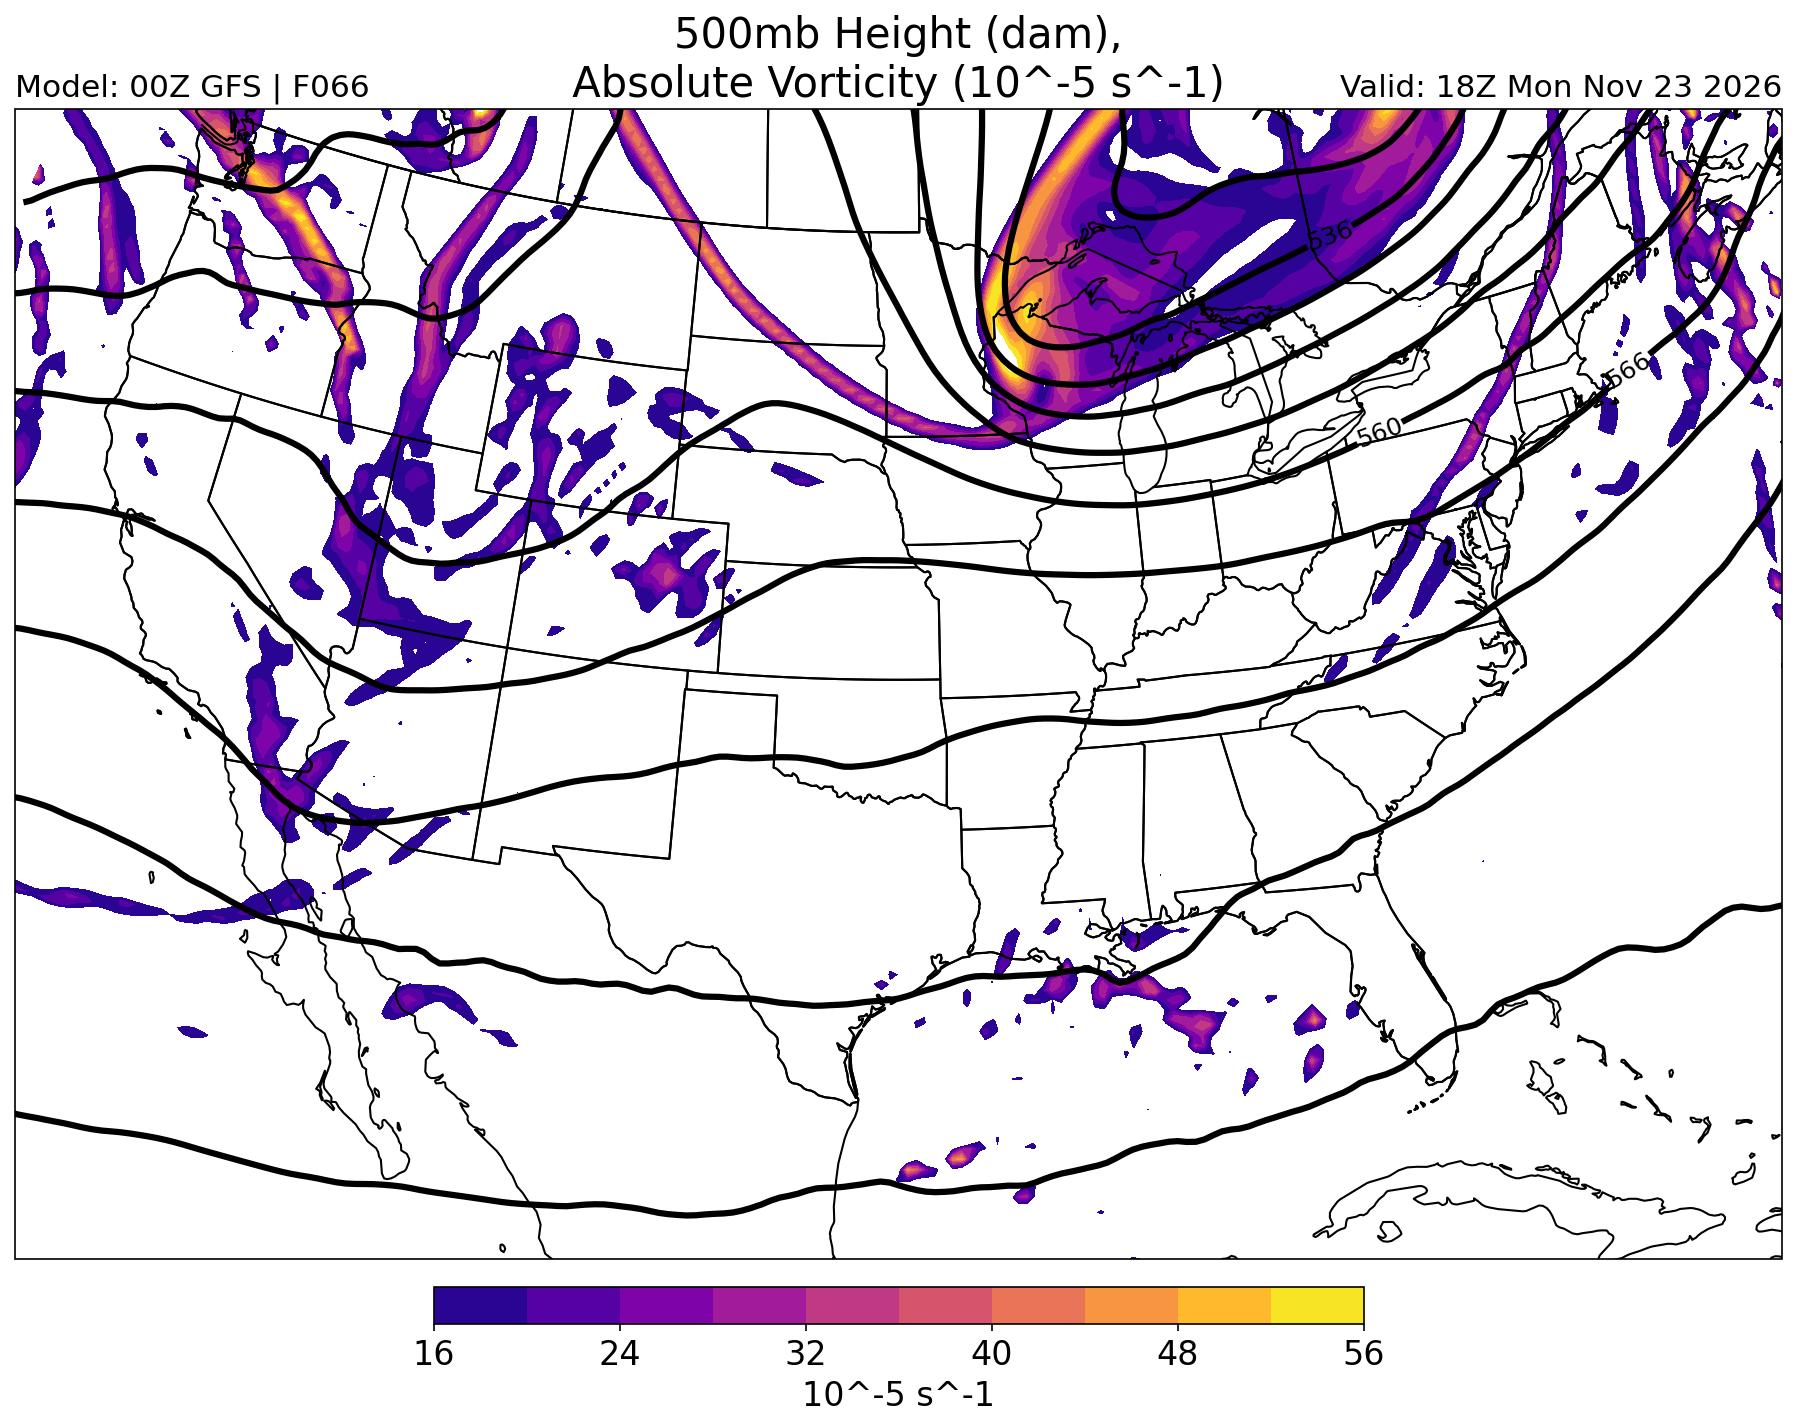 500mb Height (dam),
Absolute Vorticity (10^-5 s^-1)
Model: 00Z GFS | F066
Valid: 18Z Mon Nov 23 2026
536
566
560
16 24 32 40 48 56
10^-5 s^-1